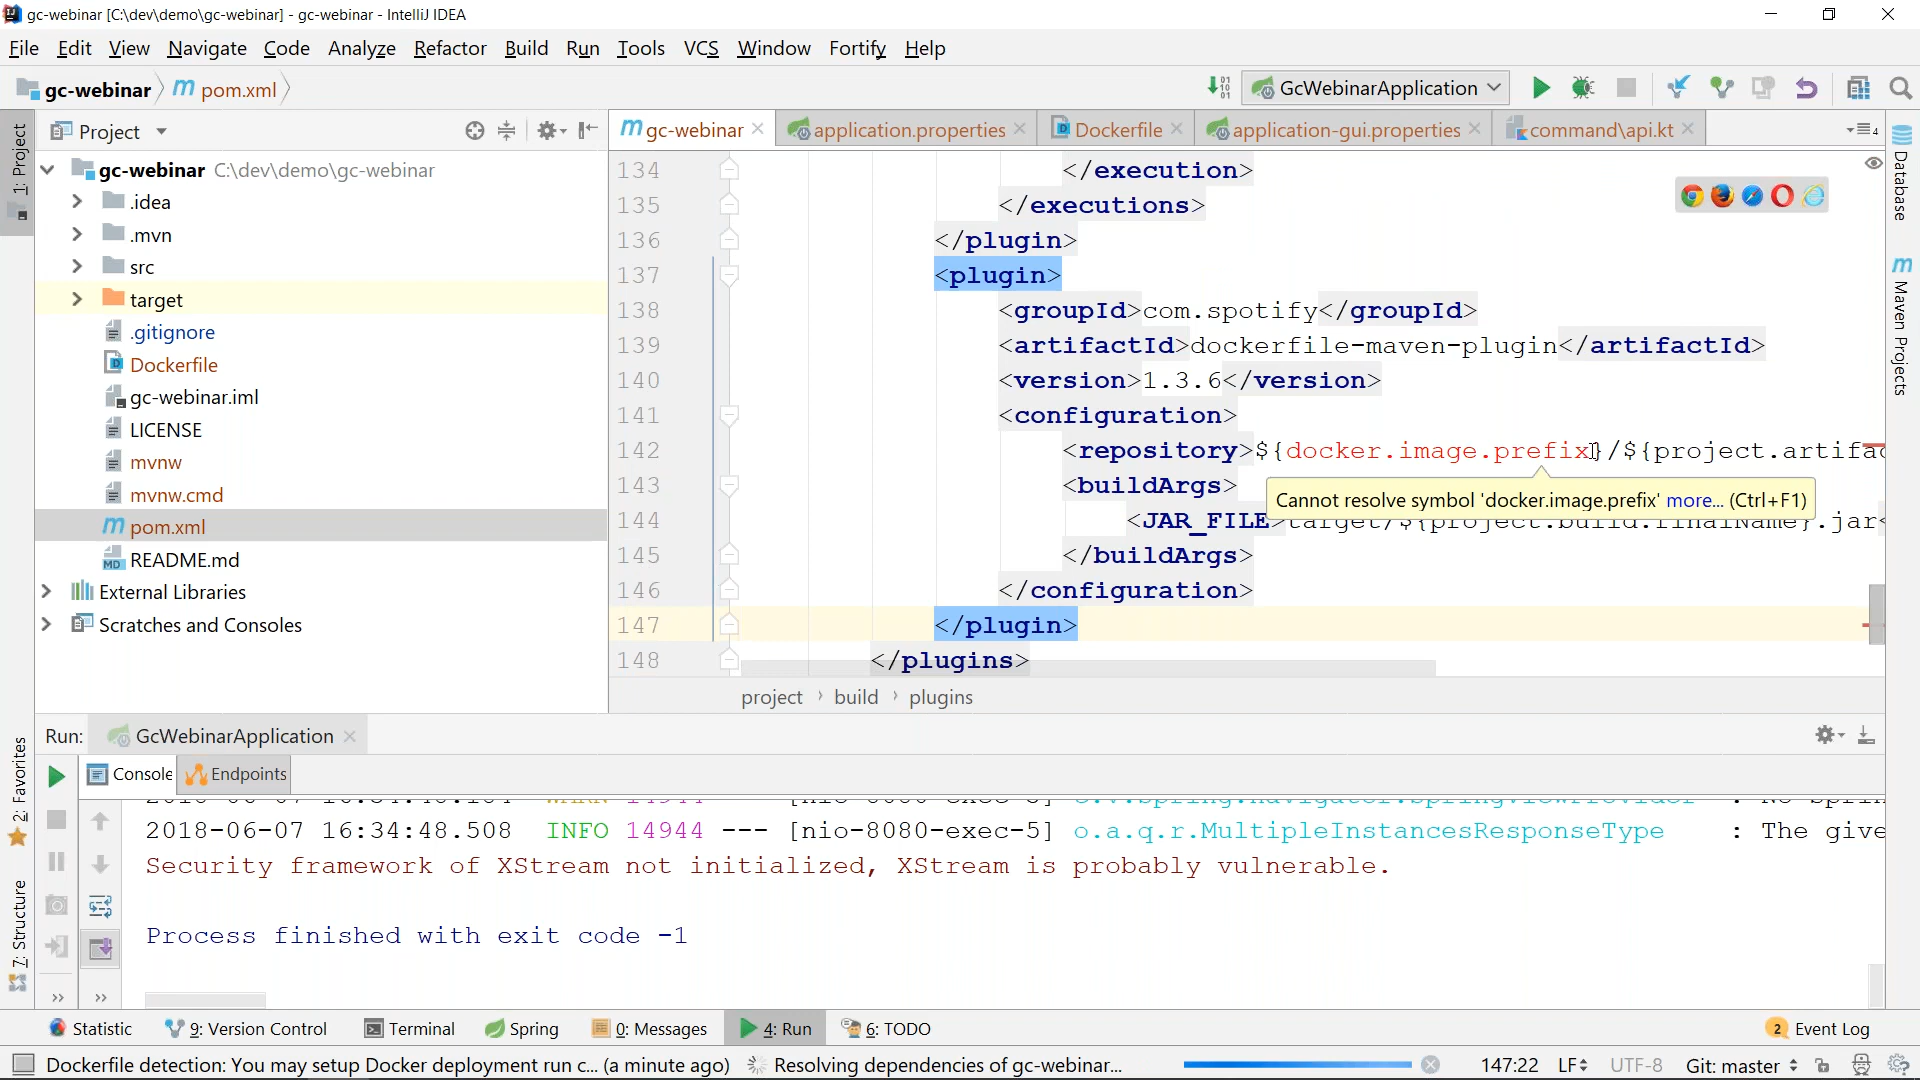 gc-webinar [C:\dev\demo\gc-webinar] - gc-webinar - IntelliJ IDEA
File Edit View Navigate Code Analyze Refactor Build Run Tools VCS Window Fortify Help
gc-webinar m pom.xml
GcWebinarApplication
Project
m gc-webinar application.properties Dockerfile application-gui.properties command\api.kt 4
1: Project
gc-webinar C:\dev\demo\gc-webinar
.idea
.mvn
src
target
.gitignore
Dockerfile
gc-webinar.iml
LICENSE
mvnw
mvnw.cmd
m pom.xml
README.md
External Libraries
Scratches and Consoles
134 </execution>
135 </executions>
136 </plugin>
137 <plugin>
138 <groupId>com.spotify</groupId>
139 <artifactId>dockerfile-maven-plugin</artifactId>
140 <version>1.3.6</version>
141 <configuration>
142 <repository>${docker.image.prefix}/${project.artifac
143 <buildArgs>
Cannot resolve symbol 'docker.image.prefix' more... (Ctrl+F1)
144 <JAR_FILE>target/${project.build.finalName}.jar<
145 </buildArgs>
146 </configuration>
147 </plugin>
148 </plugins>
project › build › plugins
Database
m Maven Projects
Run: GcWebinarApplication
Console Endpoints
2: Favorites
7: Structure
2018-06-07 16:34:48.508 INFO 14944 --- [nio-8080-exec-5] o.a.q.r.MultipleInstancesResponseType : The give
Security framework of XStream not initialized, XStream is probably vulnerable.
Process finished with exit code -1
Statistic 9: Version Control Terminal Spring 0: Messages 4: Run 6: TODO 2 Event Log
Dockerfile detection: You may setup Docker deployment run c... (a minute ago) Resolving dependencies of gc-webinar... 147:22 LF UTF-8 Git: master